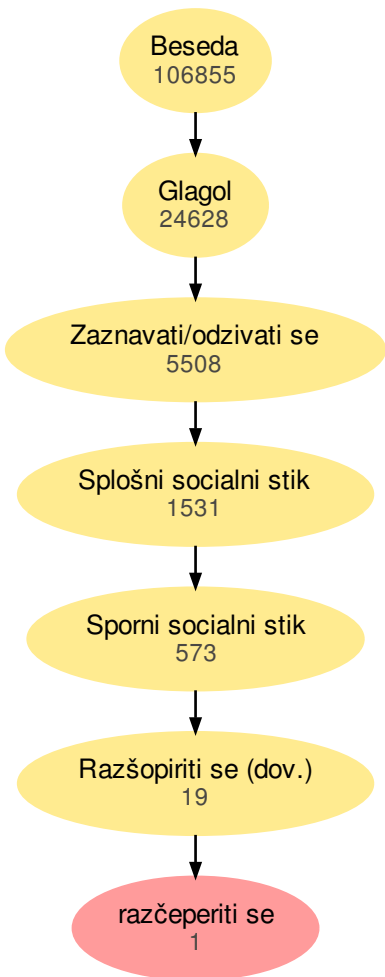 Beseda
106855
Glagol
24628
Zaznavati/odzivati se
5508
Splošni socialni stik
1531
Sporni socialni stik
573
Razšopiriti se (dov.)
19
razčeperiti se
1